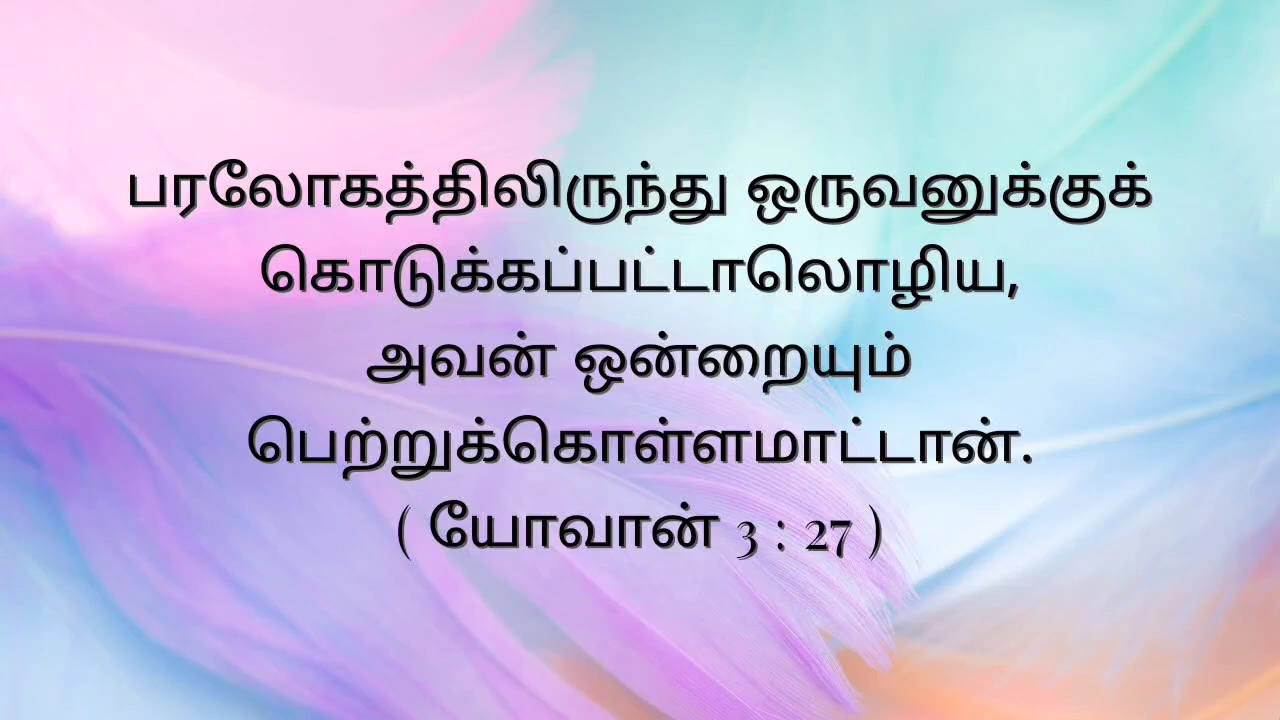 பரலோகத்திலிருந்து ஒருவனுக்குக்
கொடுக்கப்பட்டாலொழிய,
அவன் ஒன்றையும்
பெற்றுக்கொள்ளமாட்டான்.
( யோவான் 3 : 27 )